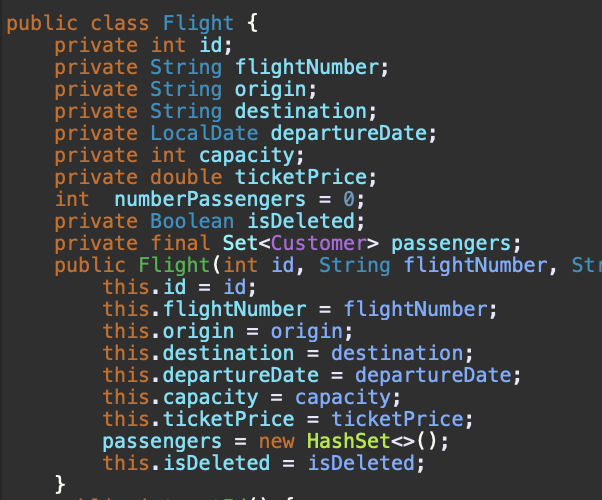 public class Flight {
    private int id;
    private String flightNumber;
    private String origin;
    private String destination;
    private LocalDate departureDate;
    private int capacity;
    private double ticketPrice;
    int  numberPassengers = 0;
    private Boolean isDeleted;
    private final Set<Customer> passengers;
    public Flight(int id, String flightNumber, Str
        this.id = id;
        this.flightNumber = flightNumber;
        this.origin = origin;
        this.destination = destination;
        this.departureDate = departureDate;
        this.capacity = capacity;
        this.ticketPrice = ticketPrice;
        passengers = new HashSet<>();
        this.isDeleted = isDeleted;
    }